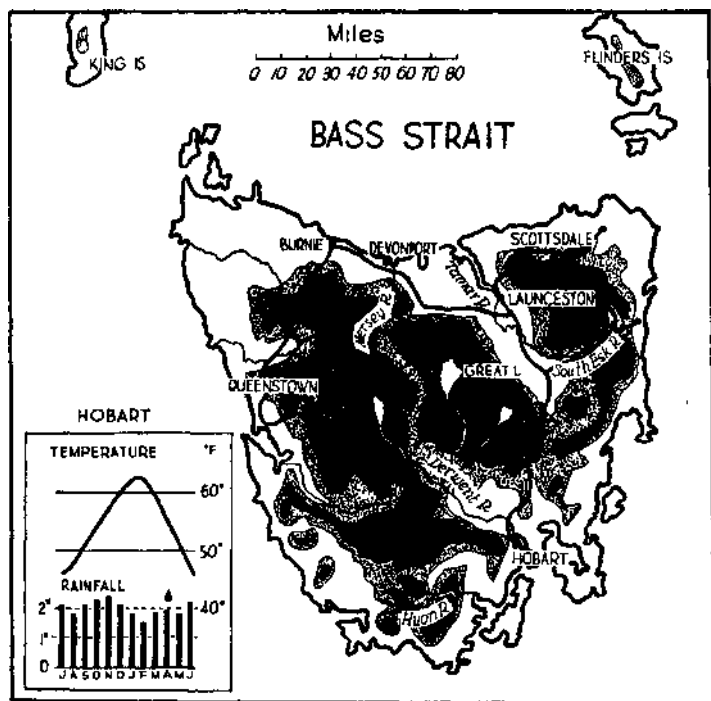 Miles
KING IS
0 10 20 30 40 50 60 70 80
FLINDERS IS
BASS STRAIT
BURNIE
DEVONPORT
SCOTTSDALE
Tamar R.
LAUNCESTON
Mersey R.
South Esk R.
GREAT L
QUEENSTOWN
Derwent R.
HOBART
Huon R.
HOBART
TEMPERATURE °F
60°
50°
RAINFALL
2"
40°
1"
0
J A S O N D J F M A M J